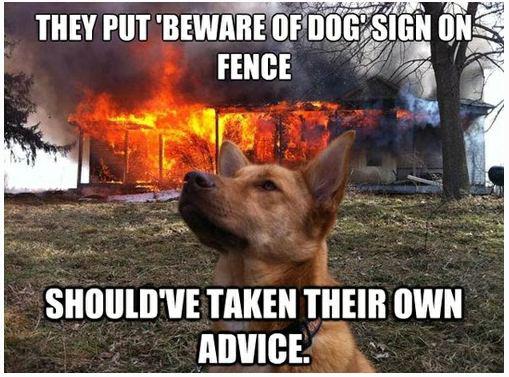 THEY PUT 'BEWARE OF DOG' SIGN ON
FENCE
SHOULD'VE TAKEN THEIR OWN
ADVICE.